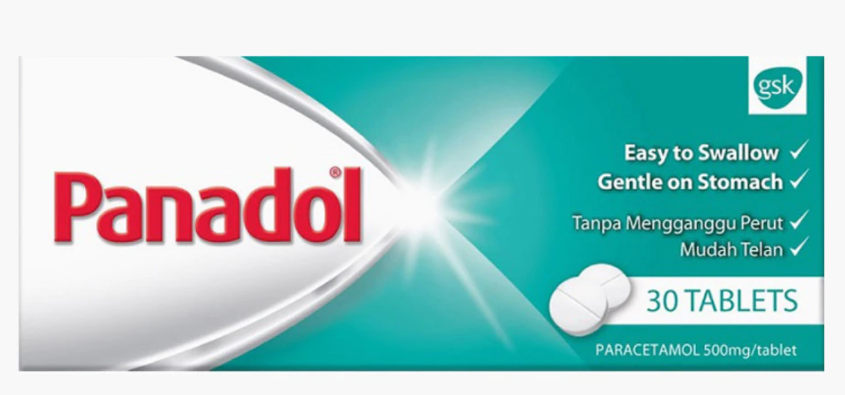 gsk
Panadol®
Easy to Swallow
Gentle on Stomach
Tanpa Mengganggu Perut
Mudah Telan
30 TABLETS
PARACETAMOL 500mg/tablet